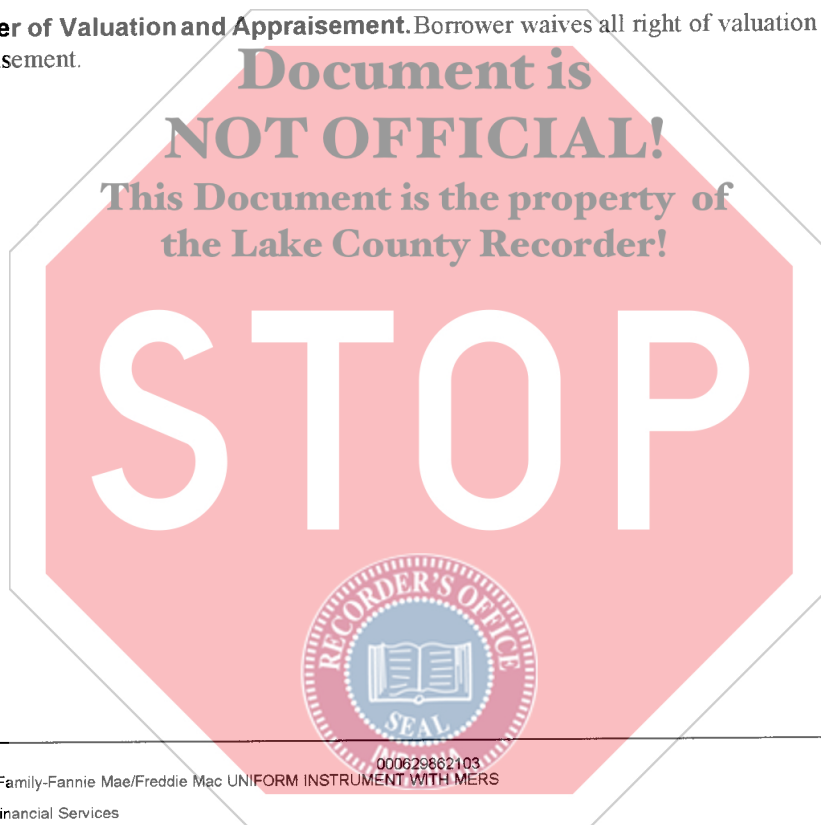 er of Valuation and Appraisement. Borrower waives all right of valuation
sement.
Document is
NOT OFFICIAL!
This Document is the property of
the Lake County Recorder!
STOP
RECORDER'S OFFICE
SEAL
INDIANA
000629862103
Family-Fannie Mae/Freddie Mac UNIFORM INSTRUMENT WITH MERS
inancial Services